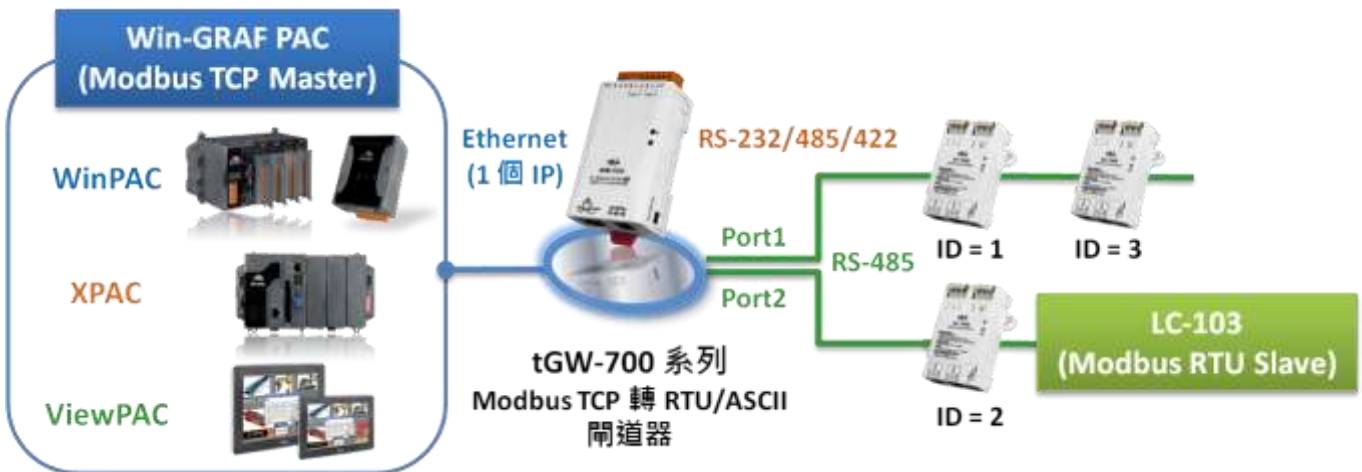 Win-GRAF PAC
(Modbus TCP Master)
WinPAC
XPAC
ViewPAC
Ethernet
(1 個 IP)
RS-232/485/422
Port1
Port2
RS-485
tGW-700 系列
Modbus TCP 轉 RTU/ASCII
閘道器
ID = 1
ID = 3
ID = 2
LC-103
(Modbus RTU Slave)